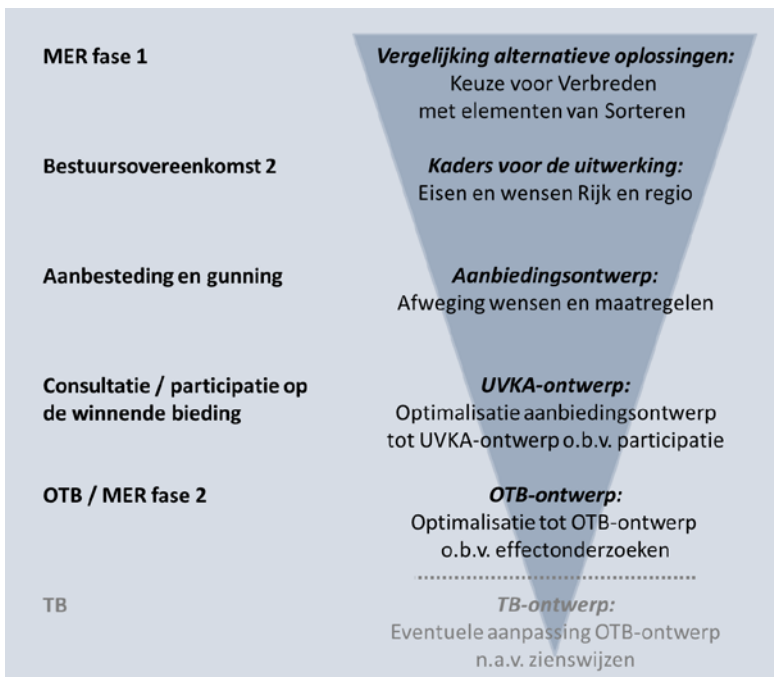 MER fase 1
Vergelijking alternatieve oplossingen:
Keuze voor Verbreden
met elementen van Sorteren
Bestuursovereenkomst 2
Kaders voor de uitwerking:
Eisen en wensen Rijk en regio
Aanbesteding en gunning
Aanbiedingsontwerp:
Afweging wensen en maatregelen
Consultatie / participatie op
de winnende bieding
UVKA-ontwerp:
Optimalisatie aanbiedingsontwerp
tot UVKA-ontwerp o.b.v. participatie
OTB / MER fase 2
OTB-ontwerp:
Optimalisatie tot OTB-ontwerp
o.b.v. effectonderzoeken
TB
TB-ontwerp:
Eventuele aanpassing OTB-ontwerp
n.a.v. zienswijzen